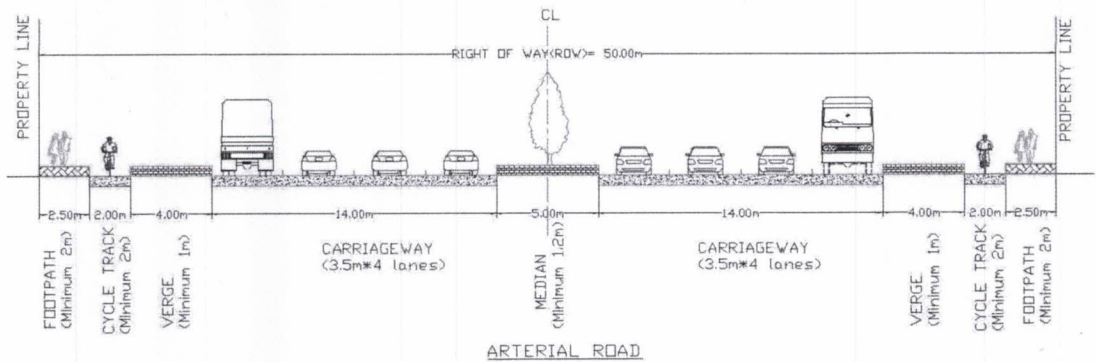 CL
PROPERTY LINE
RIGHT OF WAY(ROW)= 50.00m
PROPERTY LINE
2.50m
2.00m
4.00m
14.00m
5.00m
14.00m
4.00m
2.00m
2.50m
FOOTPATH
(Minimum 2m)
CYCLE TRACK
(Minimum 2m)
VERGE
(Minimum 1m)
CARRIAGEWAY
(3.5m*4 lanes)
MEDIAN
(Minimum 1.2m)
CARRIAGEWAY
(3.5m*4 lanes)
VERGE
(Minimum 1m)
CYCLE TRACK
(Minimum 2m)
FOOTPATH
(Minimum 2m)
ARTERIAL ROAD